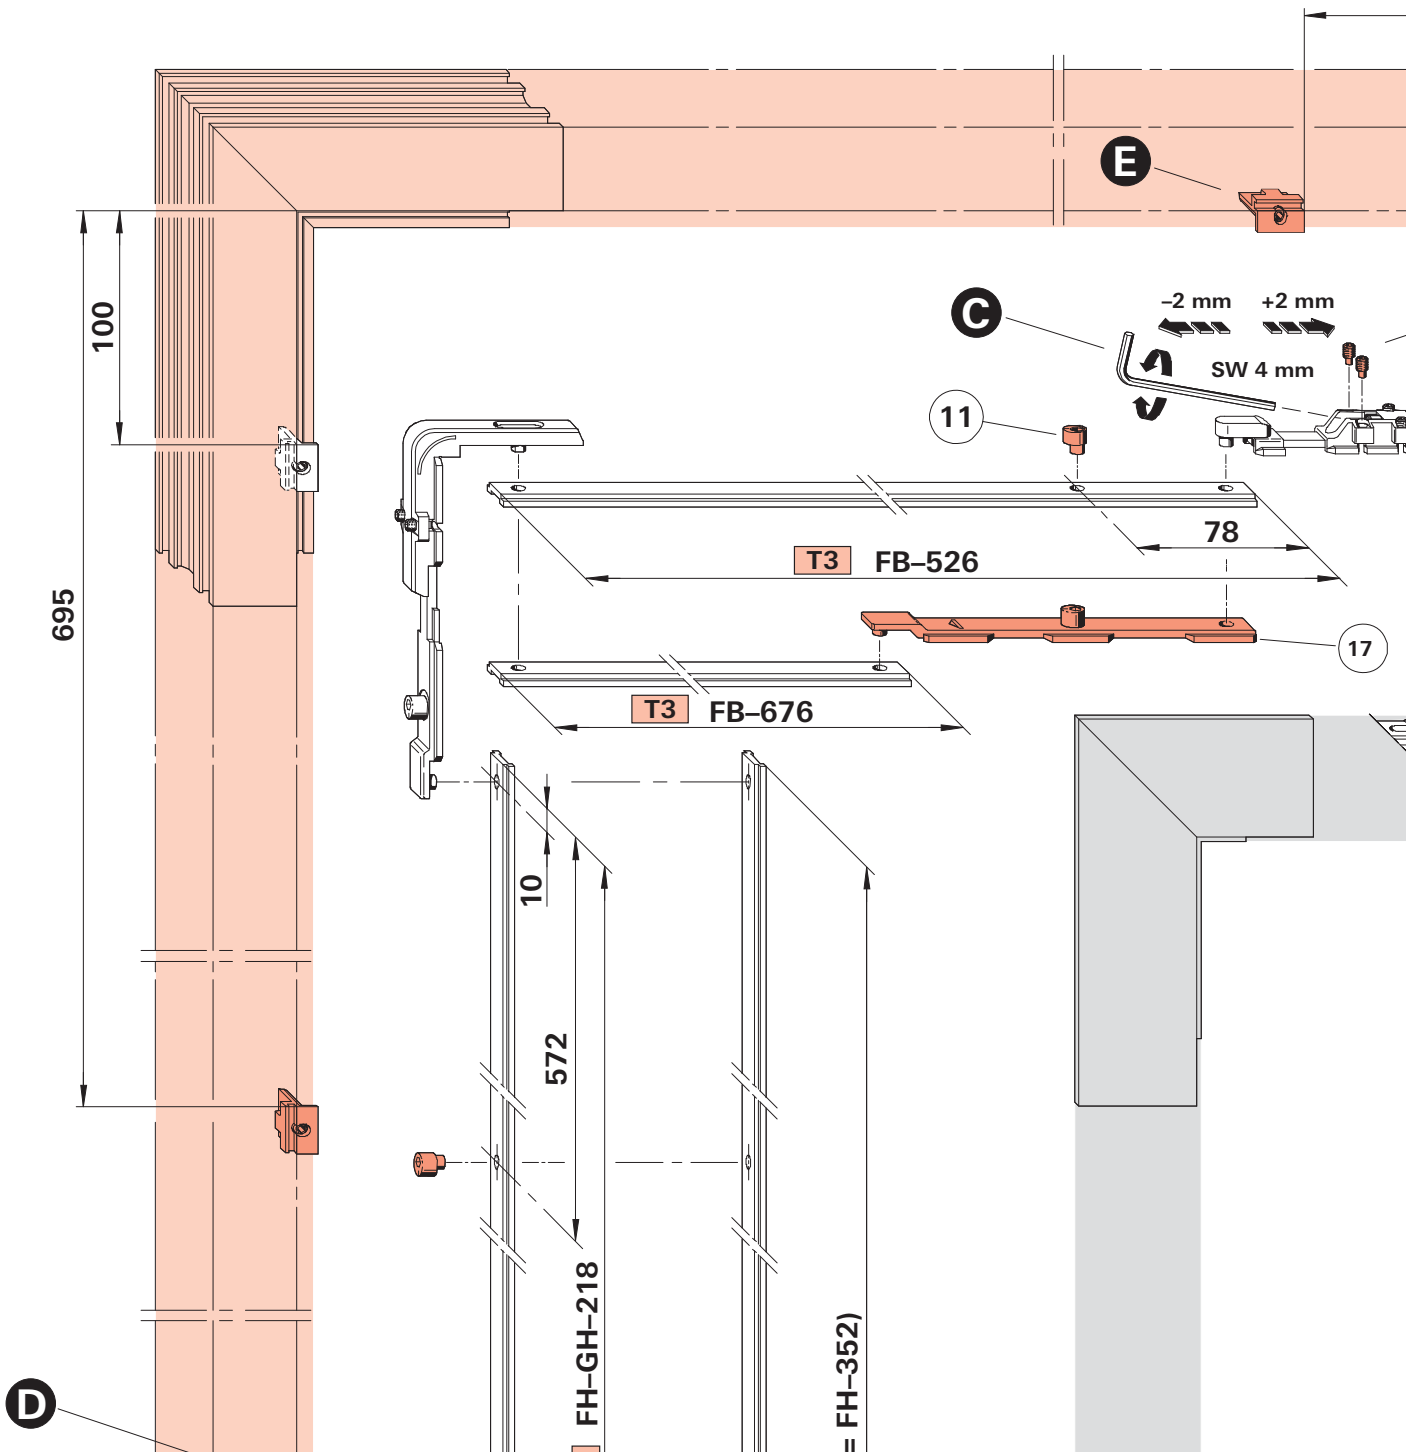 E
C
–2 mm
+2 mm
SW 4 mm
100
11
78
T3 FB–526
695
17
T3 FB–676
10
572
FH–GH–218
= FH–352)
D